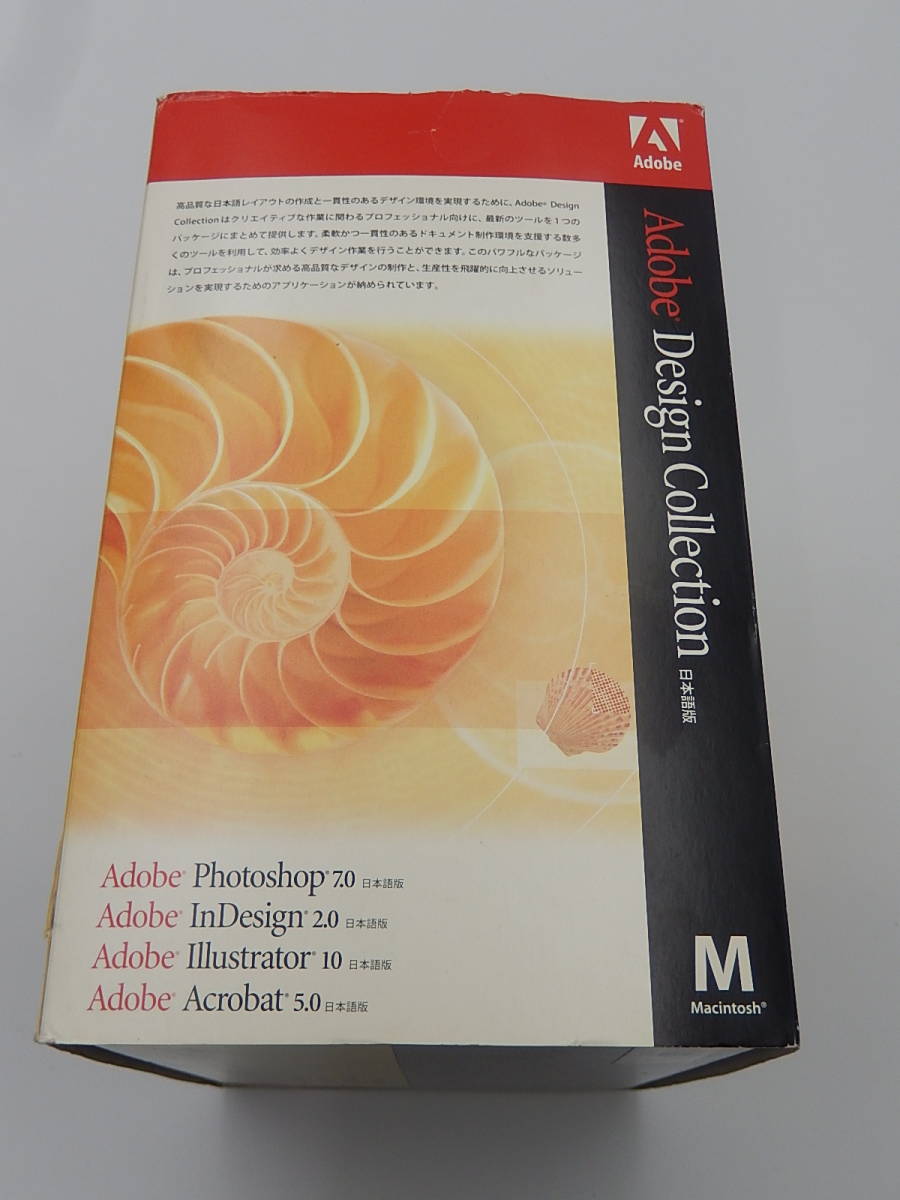 Adobe
高品質な日本語レイアウトの作成と一貫性のあるデザイン環境を実現するために、Adobe® Design
Collectionはクリエイティブな作業に関わるプロフェッショナル向けに、最新のツールを1つの
パッケージにまとめて提供します。柔軟かつ一貫性のあるドキュメント制作環境を支援する数多
くのツールを利用して、効率よくデザイン作業を行うことができます。このパワフルなパッケージ
は、プロフェッショナルが求める高品質なデザインの制作と、生産性を飛躍的に向上させるソリュー
ションを実現するためのアプリケーションが納められています。
Adobe® Design Collection 日本語版
Adobe® Photoshop® 7.0 日本語版
Adobe® InDesign® 2.0 日本語版
Adobe® Illustrator® 10 日本語版
Adobe® Acrobat® 5.0 日本語版
M
Macintosh®